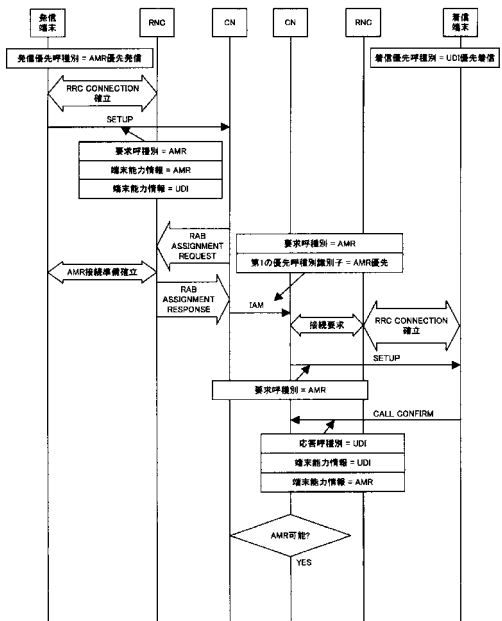 発信
端末
RNC
CN
CN
RNC
着信
端末
発信優先呼種別 = AMR優先発信
着信優先呼種別 = UDI優先着信
RRC CONNECTION
確立
SETUP
要求呼種別 = AMR
端末能力情報 = AMR
端末能力情報 = UDI
RAB
ASSIGNMENT
REQUEST
要求呼種別 = AMR
第1の優先呼種別識別子 = AMR優先
AMR接続準備確立
RAB
ASSIGNMENT
RESPONSE
IAM
接続要求
RRC CONNECTION
確立
SETUP
要求呼種別 = AMR
CALL CONFIRM
応答呼種別 = UDI
端末能力情報 = UDI
端末能力情報 = AMR
AMR可能?
YES